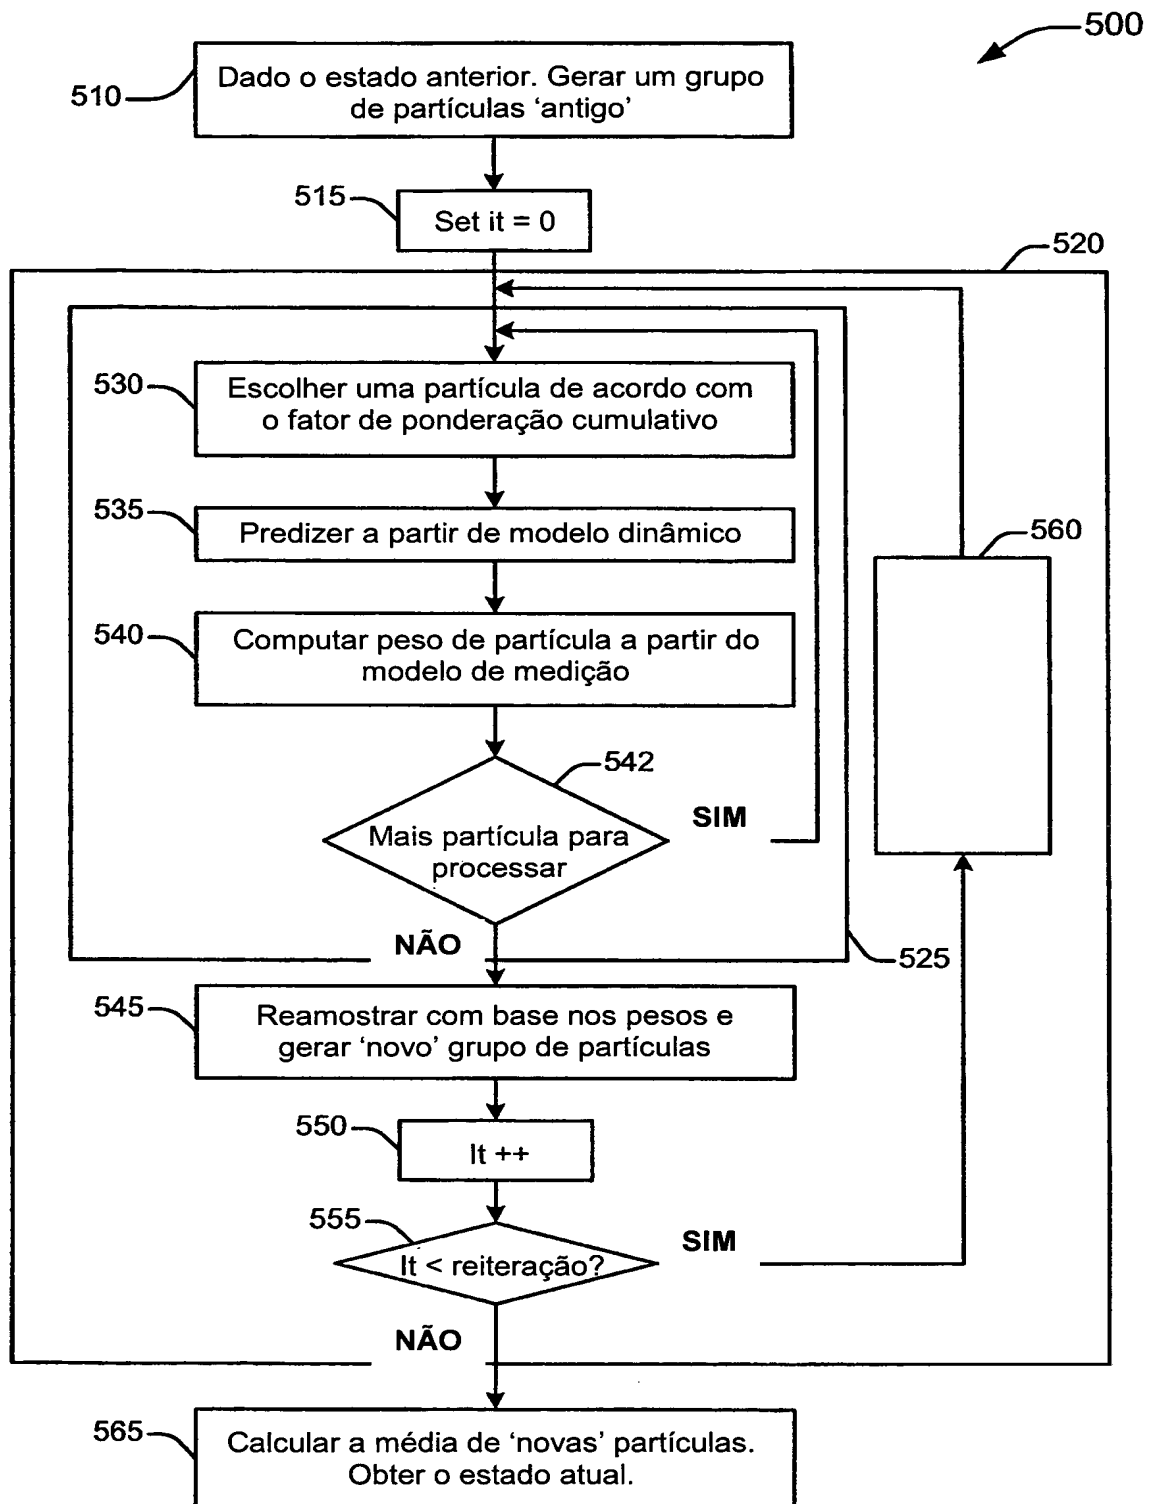 500
510
Dado o estado anterior. Gerar um grupo
de partículas ‘antigo’
515
Set it = 0
520
530
Escolher uma partícula de acordo com
o fator de ponderação cumulativo
535
Predizer a partir de modelo dinâmico
560
540
Computar peso de partícula a partir do
modelo de medição
542
Mais partícula para
processar
SIM
NÃO
525
545
Reamostrar com base nos pesos e
gerar ‘novo’ grupo de partículas
550
It ++
555
It < reiteração?
SIM
NÃO
565
Calcular a média de ‘novas’ partículas.
Obter o estado atual.